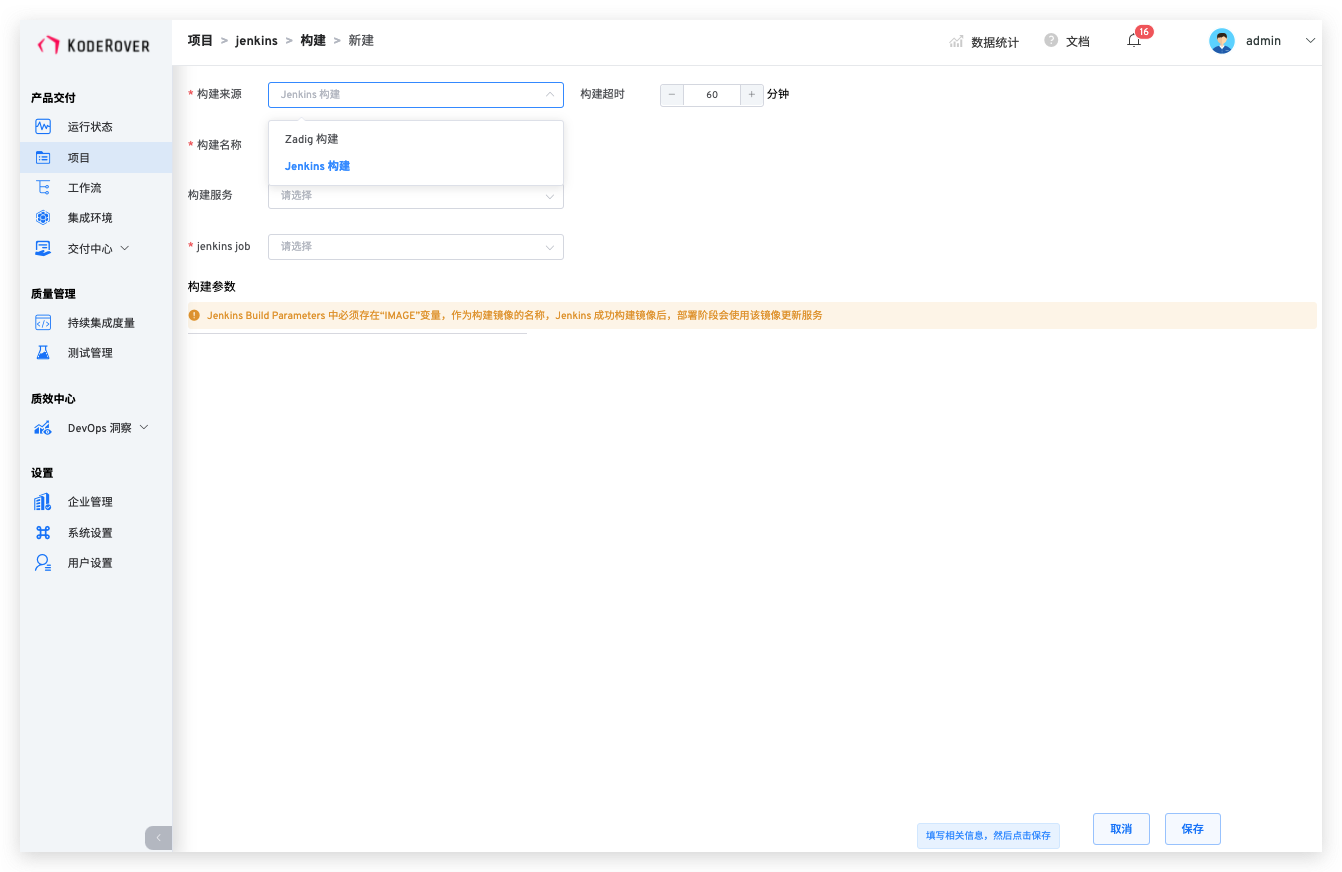 KODEROVER
项目 > jenkins > 构建 > 新建
数据统计
? 文档
16
admin
产品交付
运行状态
项目
工作流
集成环境
交付中心
质量管理
持续集成度量
测试管理
质效中心
DevOps 洞察
设置
企业管理
系统设置
用户设置
* 构建来源
Jenkins 构建
构建超时
− 60 + 分钟
Zadig 构建
Jenkins 构建
* 构建名称
构建服务
请选择
* jenkins job
请选择
构建参数
Jenkins Build Parameters 中必须存在“IMAGE”变量，作为构建镜像的名称，Jenkins 成功构建镜像后，部署阶段会使用该镜像更新服务
填写相关信息，然后点击保存
取消
保存